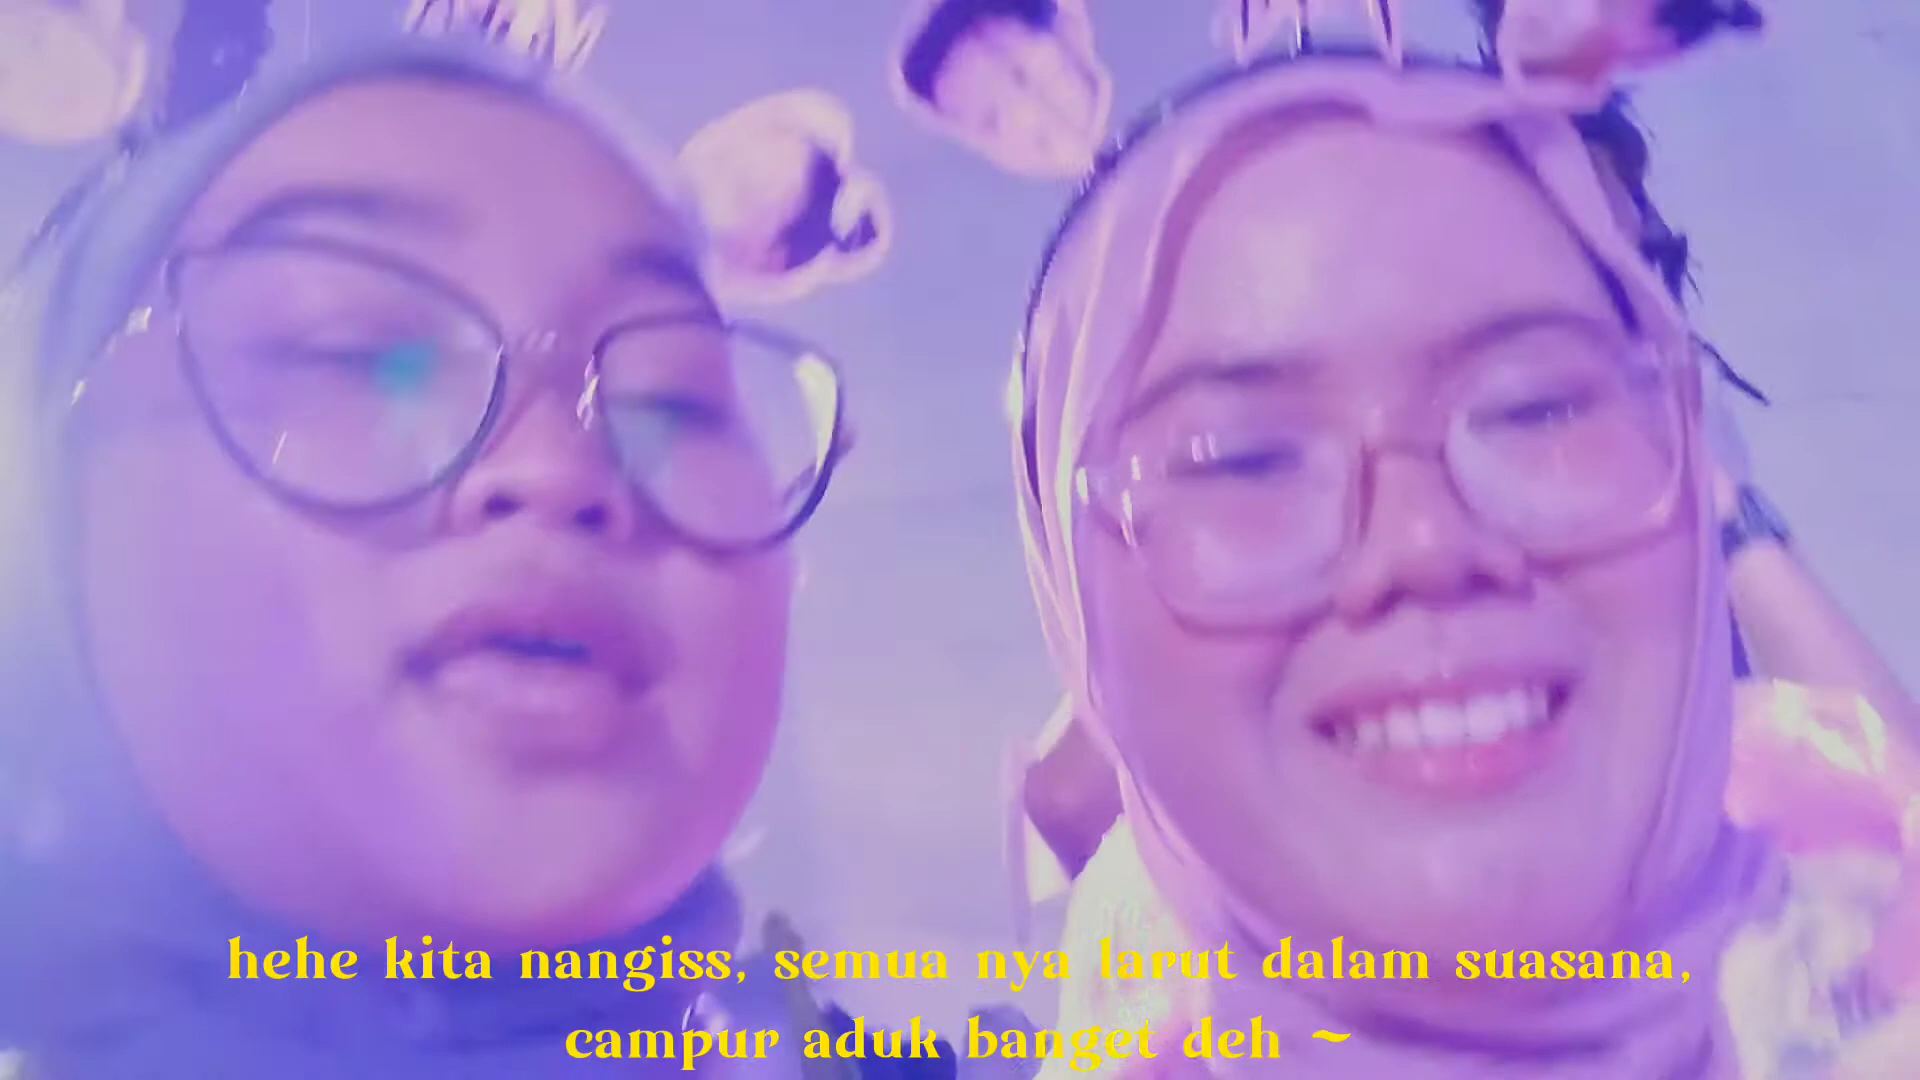 hehe kita nangiss, semua nya larut dalam suasana,
campur aduk banget deh ~